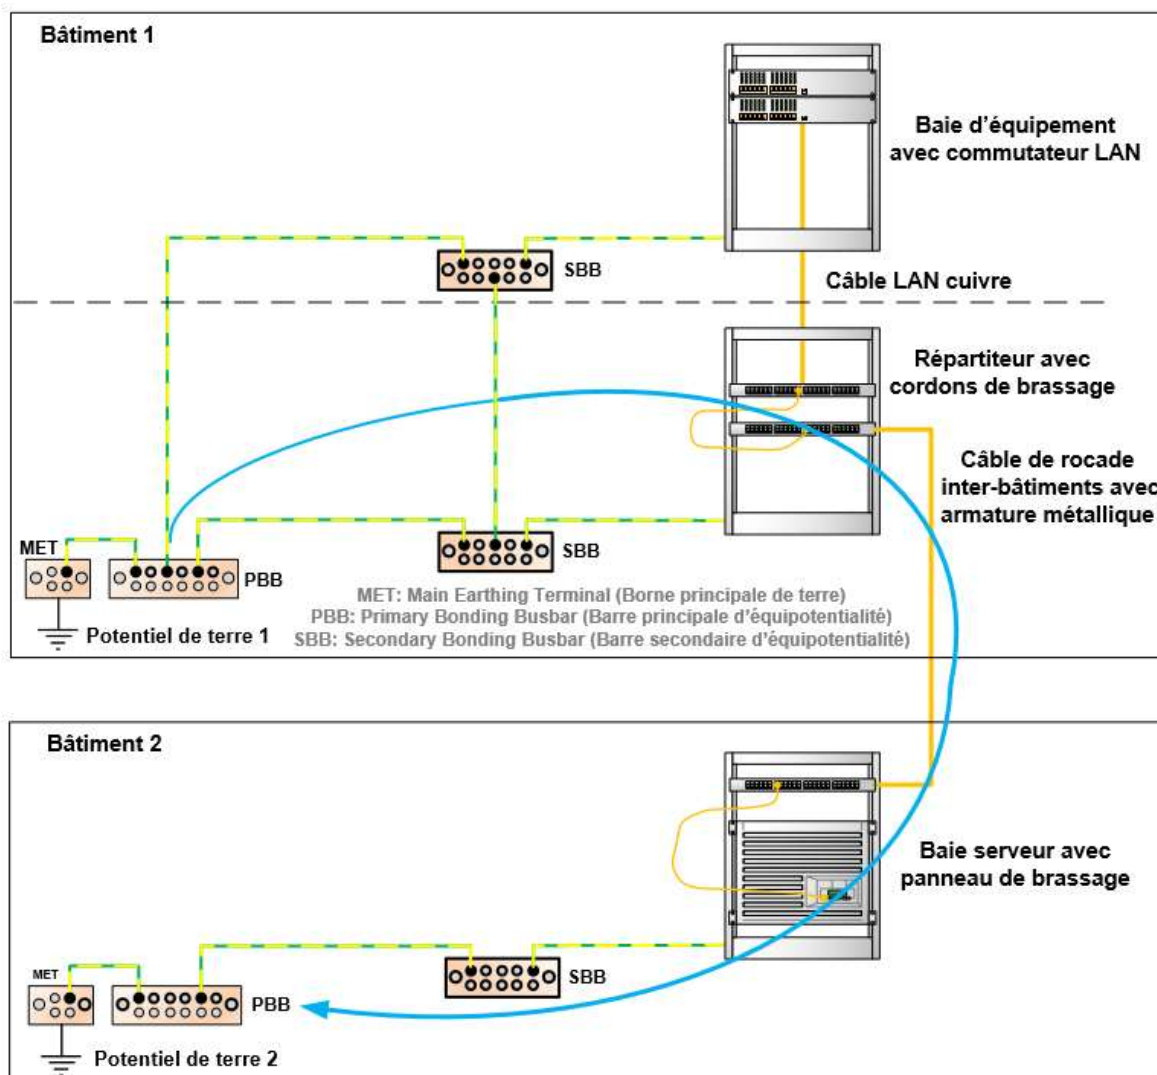 Bâtiment 1
Baie d’équipement
avec commutateur LAN
SBB
Câble LAN cuivre
Répartiteur avec
cordons de brassage
Câble de rocade
inter-bâtiments avec
armature métallique
MET
PBB
SBB
MET: Main Earthing Terminal (Borne principale de terre)
PBB: Primary Bonding Busbar (Barre principale d’équipotentialité)
SBB: Secondary Bonding Busbar (Barre secondaire d’équipotentialité)
Potentiel de terre 1
Bâtiment 2
Baie serveur avec
panneau de brassage
MET
PBB
SBB
Potentiel de terre 2